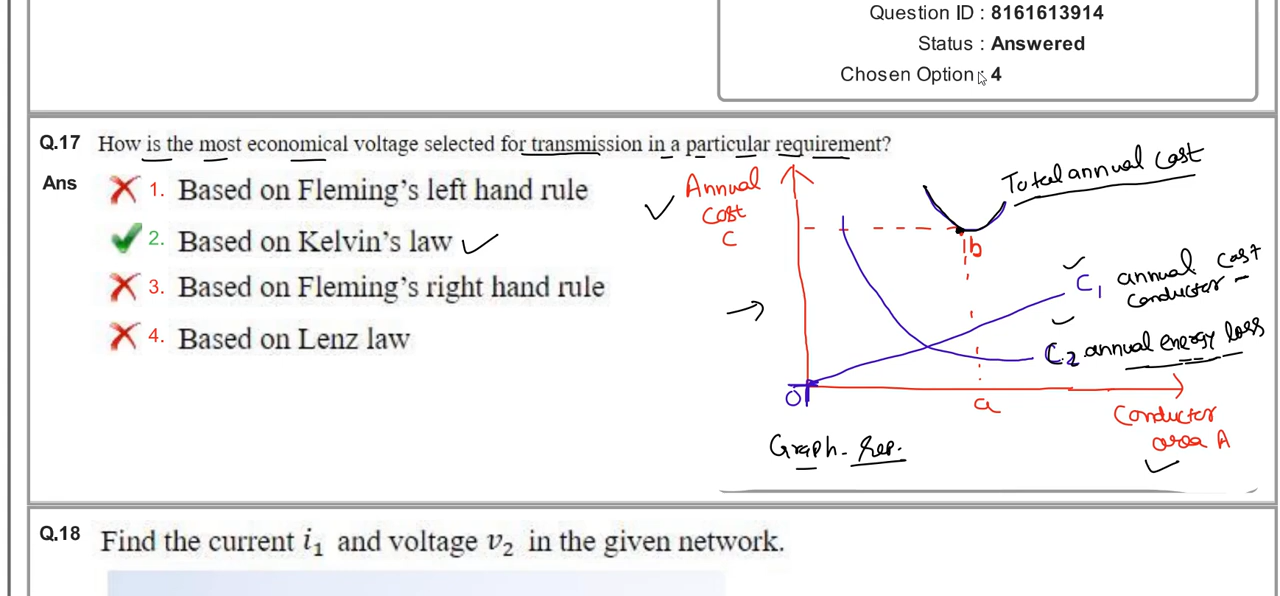 Question ID : 8161613914
Status : Answered
Chosen Option : 4
Q.17 How is the most economical voltage selected for transmission in a particular requirement?
Ans
1. Based on Fleming's left hand rule
2. Based on Kelvin's law
3. Based on Fleming's right hand rule
4. Based on Lenz law
Total annual cost
Annual
Cost
C
b
C1 annual cost
Conductor
C2 annual energy loss
O
a
Conductor
area A
Graph. Rep.
Q.18 Find the current i₁ and voltage v₂ in the given network.